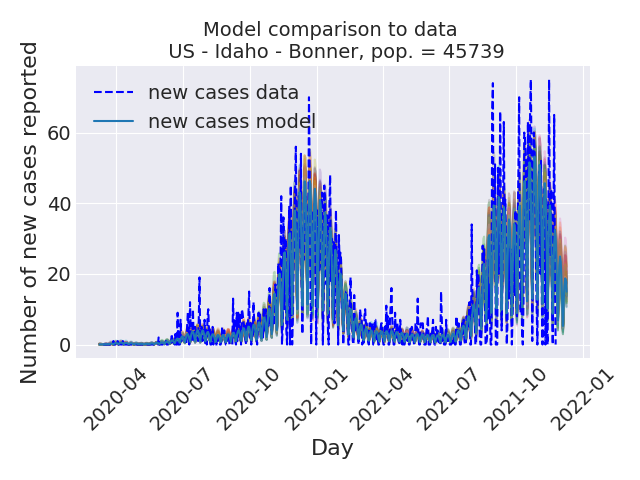 Model comparison to data
US - Idaho - Bonner, pop. = 45739
Number of new cases reported
new cases data
new cases model
60
40
20
0
2020-04
2020-07
2020-10
2021-01
2021-04
2021-07
2021-10
2022-01
Day